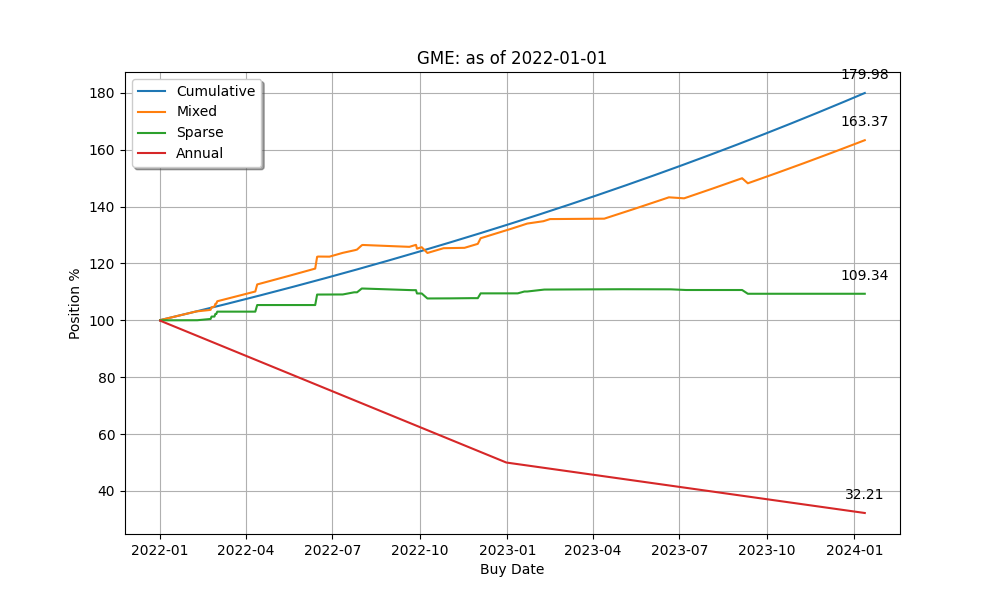 GME: as of 2022-01-01
179.98
180
Cumulative
Mixed
163.37
Sparse
160
Annual
140
120
109.34
100
80
60
40
32.21
Position %
2022-01 2022-04 2022-07 2022-10 2023-01 2023-04 2023-07 2023-10 2024-01
Buy Date